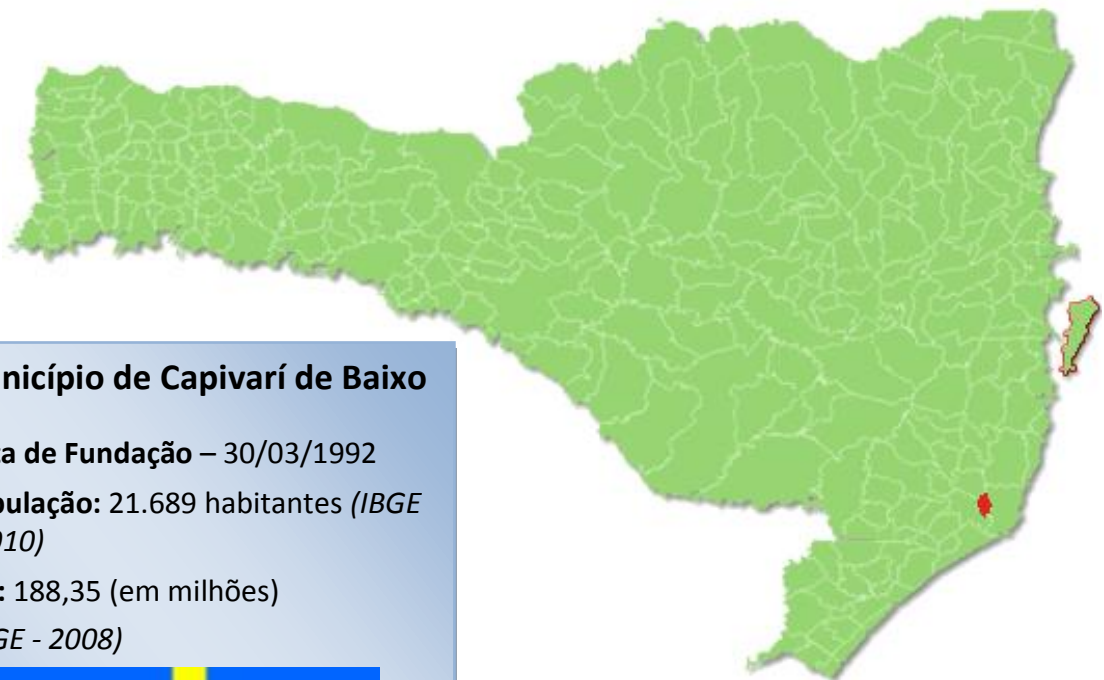 nicípio de Capivarí de Baixo
a de Fundação – 30/03/1992
pulação: 21.689 habitantes (IBGE
010)
: 188,35 (em milhões)
GE - 2008)